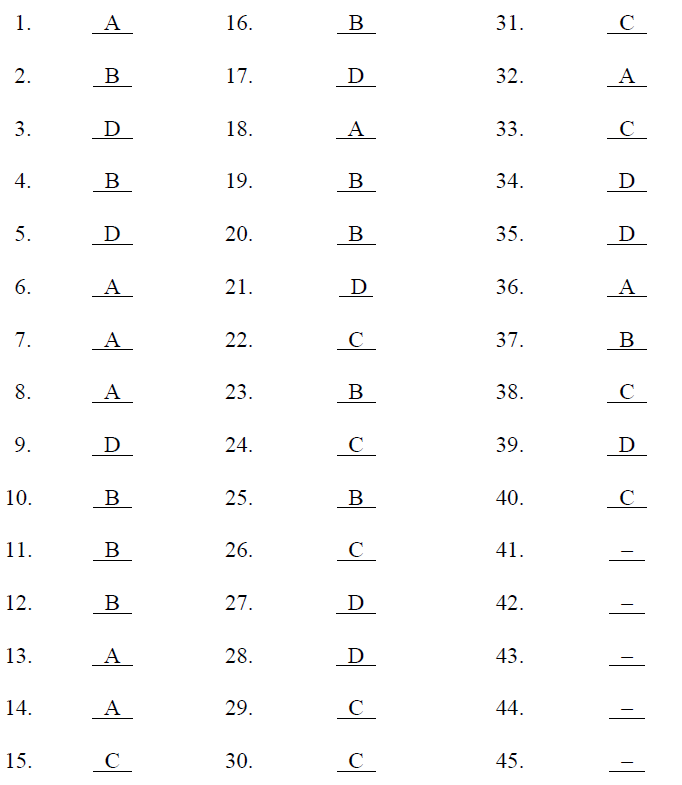 1. A 16. B 31. C
2. B 17. D 32. A
3. D 18. A 33. C
4. B 19. B 34. D
5. D 20. B 35. D
6. A 21. D 36. A
7. A 22. C 37. B
8. A 23. B 38. C
9. D 24. C 39. D
10. B 25. B 40. C
11. B 26. C 41. –
12. B 27. D 42. –
13. A 28. D 43. –
14. A 29. C 44. –
15. C 30. C 45. –